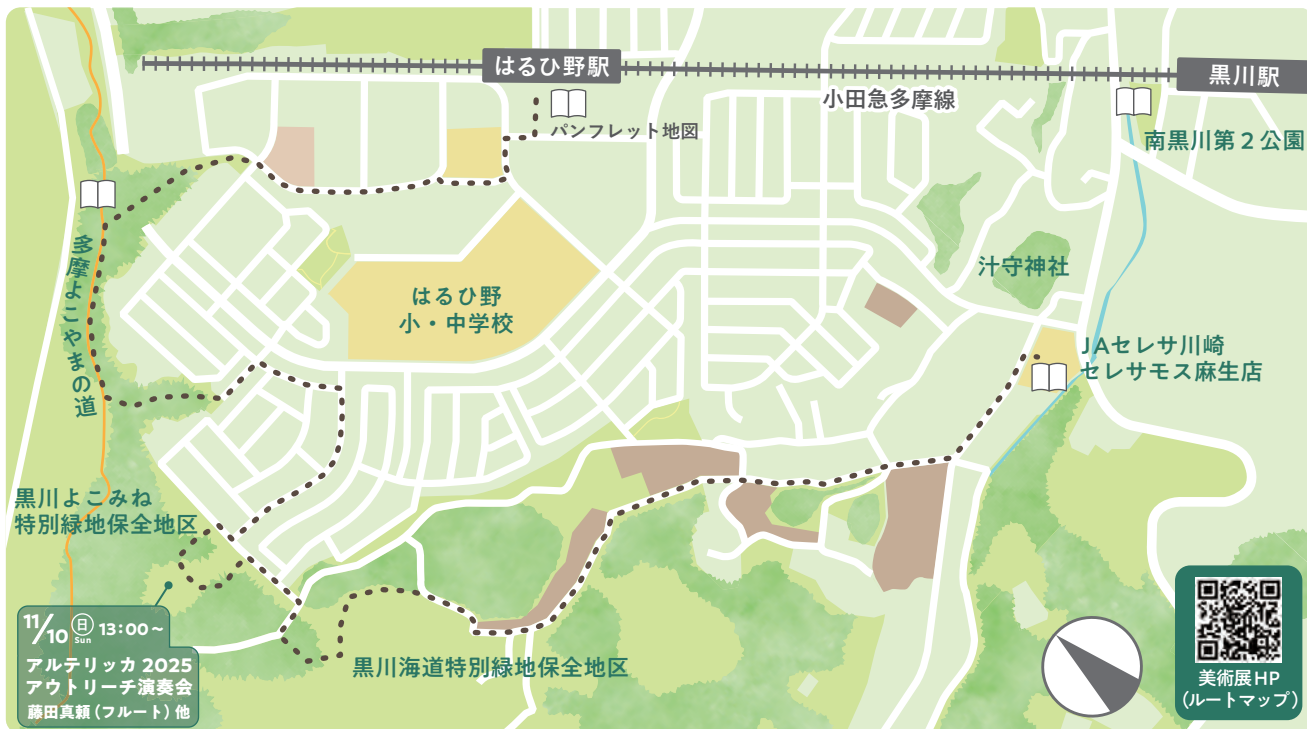 はるひ野駅
黒川駅
小田急多摩線
パンフレット地図
南黒川第２公園
多摩よこやまの道
汁守神社
はるひ野
小・中学校
JAセレサ川崎
セレサモス麻生店
黒川よこみね
特別緑地保全地区
11/10 日 Sun 13:00～
アルテリッカ 2025
アウトリーチ演奏会
藤田真頼（フルート）他
黒川海道特別緑地保全地区
美術展HP
（ルートマップ）